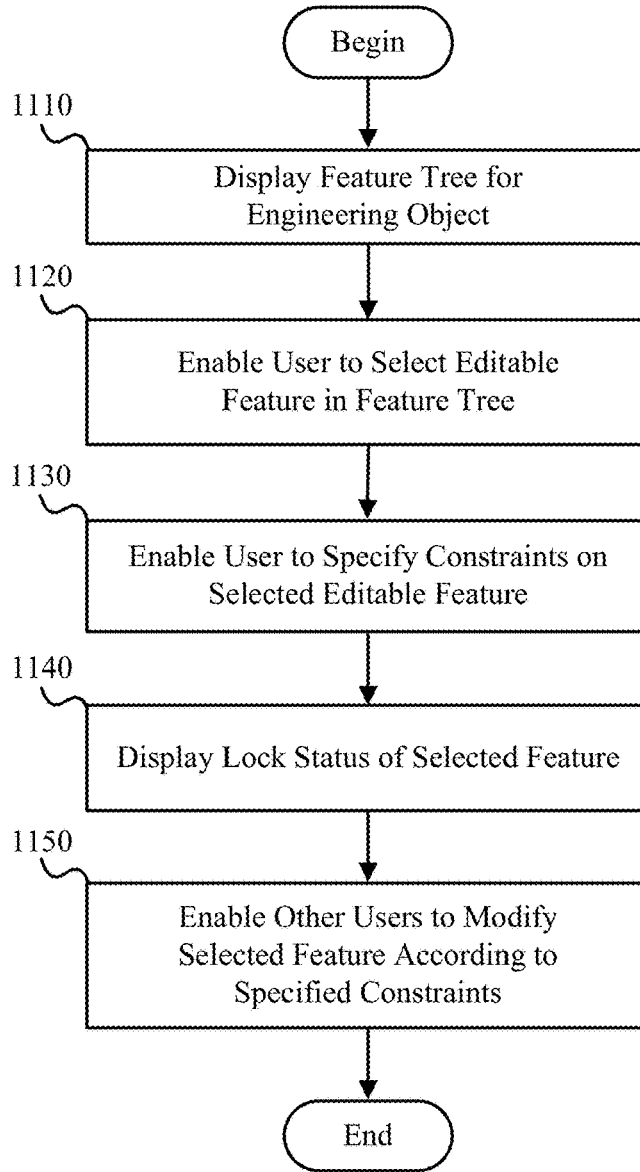 Begin
1110
Display Feature Tree for
Engineering Object
1120
Enable User to Select Editable
Feature in Feature Tree
1130
Enable User to Specify Constraints on
Selected Editable Feature
1140
Display Lock Status of Selected Feature
1150
Enable Other Users to Modify
Selected Feature According to
Specified Constraints
End